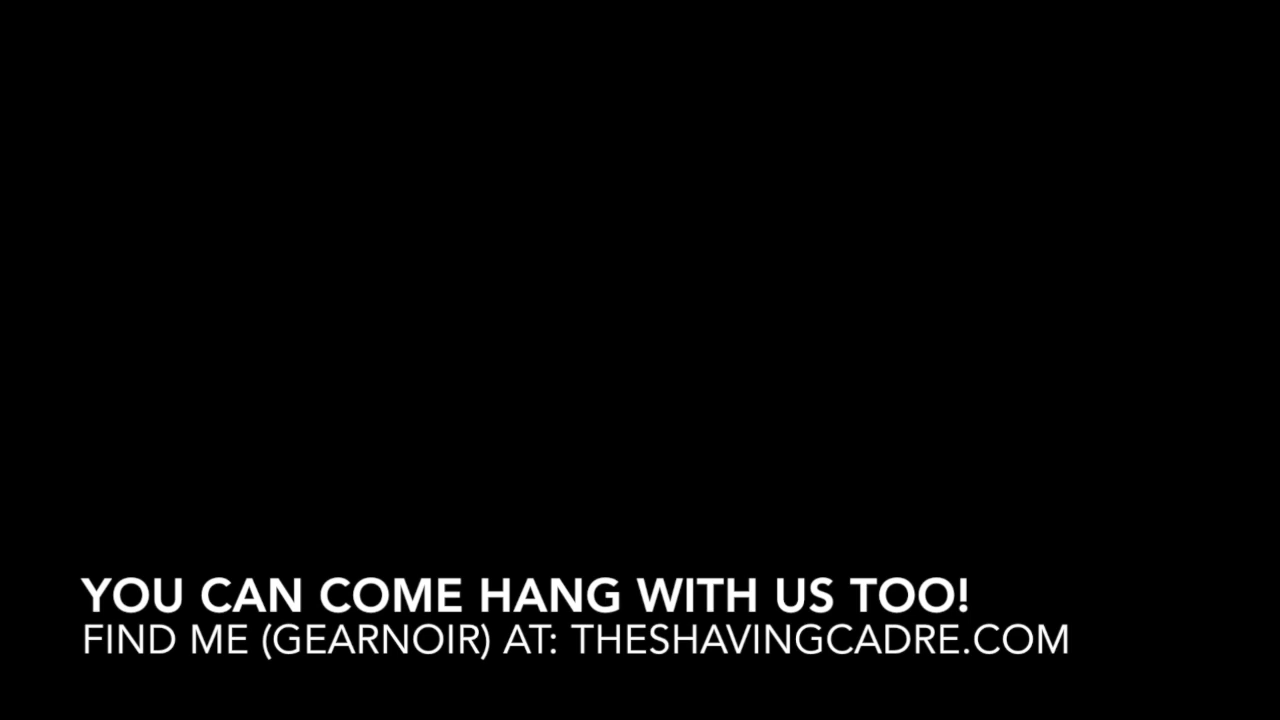 YOU CAN COME HANG WITH US TOO!
FIND ME (GEARNOIR) AT: THESHAVINGCADRE.COM